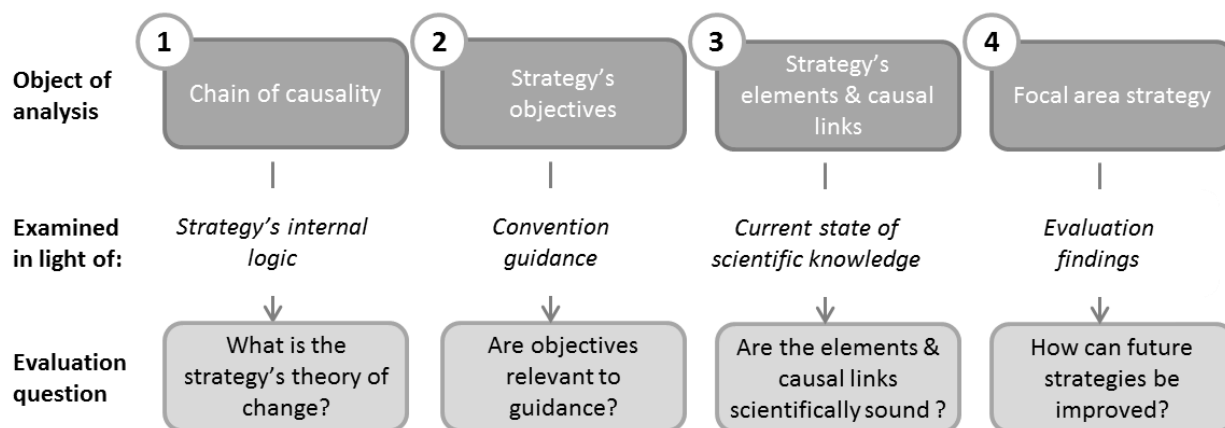 1
2
3
4
Object of
analysis
Chain of causality
Strategy's
objectives
Strategy's
elements & causal
links
Focal area strategy
Examined
in light of:
Strategy's internal
logic
Convention
guidance
Current state of
scientific knowledge
Evaluation
findings
Evaluation
question
What is the
strategy's theory of
change?
Are objectives
relevant to
guidance?
Are the elements &
causal links
scientifically sound ?
How can future
strategies be
improved?